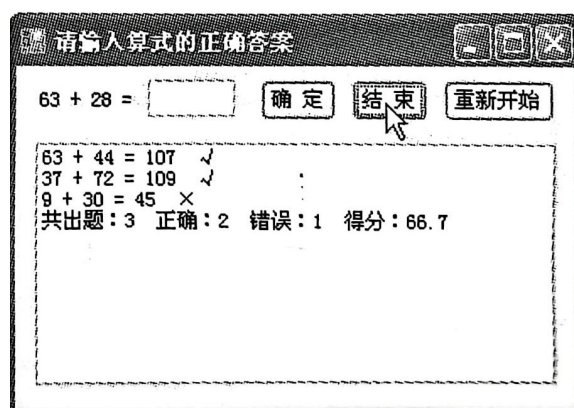 请输入算式的正确答案
63 + 28 =
确 定
结 束
重新开始
63 + 44 = 107 √
37 + 72 = 109 √
9 + 30 = 45 ×
共出题：3 正确：2 错误：1 得分：66.7